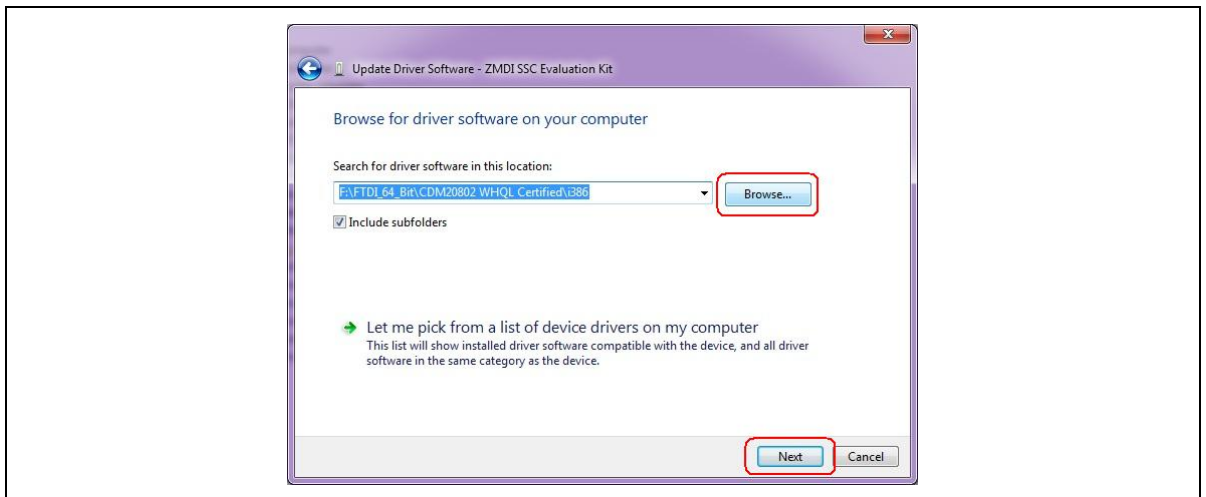 Update Driver Software - ZMDI SSC Evaluation Kit
Browse for driver software on your computer
Search for driver software in this location:
F:\FTDI_64_Bit\CDM20802 WHQL Certified\i386
Browse...
Include subfolders
Let me pick from a list of device drivers on my computer
This list will show installed driver software compatible with the device, and all driver
software in the same category as the device.
Next
Cancel